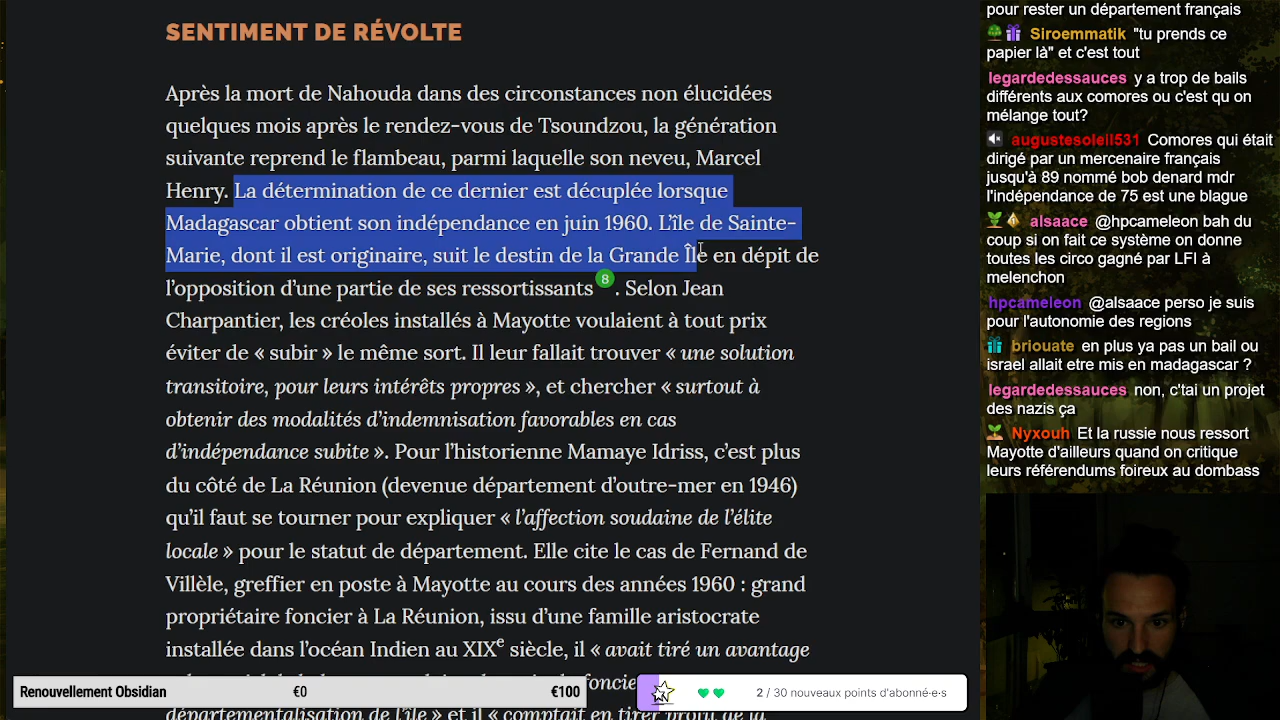 SENTIMENT DE RÉVOLTE
Après la mort de Nahouda dans des circonstances non élucidées
quelques mois après le rendez-vous de Tsoundzou, la génération
suivante reprend le flambeau, parmi laquelle son neveu, Marcel
Henry. La détermination de ce dernier est décuplée lorsque
Madagascar obtient son indépendance en juin 1960. L'île de Sainte-
Marie, dont il est originaire, suit le destin de la Grande Île en dépit de
l'opposition d'une partie de ses ressortissants 8. Selon Jean
Charpantier, les créoles installés à Mayotte voulaient à tout prix
éviter de « subir » le même sort. Il leur fallait trouver « une solution
transitoire, pour leurs intérêts propres », et chercher « surtout à
obtenir des modalités d'indemnisation favorables en cas
d'indépendance subite ». Pour l'historienne Mamaye Idriss, c'est plus
du côté de La Réunion (devenue département d'outre-mer en 1946)
qu'il faut se tourner pour expliquer « l'affection soudaine de l'élite
locale » pour le statut de département. Elle cite le cas de Fernand de
Villèle, greffier en poste à Mayotte au cours des années 1960 : grand
propriétaire foncier à La Réunion, issu d'une famille aristocrate
installée dans l'océan Indien au XIXe siècle, il « avait tiré un avantage
départementalisation de l'île » et il « comptait en tirer profit de la
Renouvellement Obsidian €0 €100
2 / 30 nouveaux points d'abonné·e·s
pour rester un département français
Siroemmatik "tu prends ce
papier là" et c'est tout
legardedessauces y a trop de bails
différents aux comores ou c'est qu on
mélange tout?
augustesoleil531 Comores qui était
dirigé par un mercenaire français
jusqu'à 89 nommé bob denard mdr
l'indépendance de 75 est une blague
alsaace @hpcameleon bah du
coup si on fait ce système on donne
toutes les circo gagné par LFI à
melenchon
hpcameleon @alsaace perso je suis
pour l'autonomie des regions
briouate en plus ya pas un bail ou
israel allait etre mis en madagascar ?
legardedessauces non, c'tai un projet
des nazis ça
Nyxouh Et la russie nous ressort
Mayotte d'ailleurs quand on critique
leurs référendums foireux au dombass